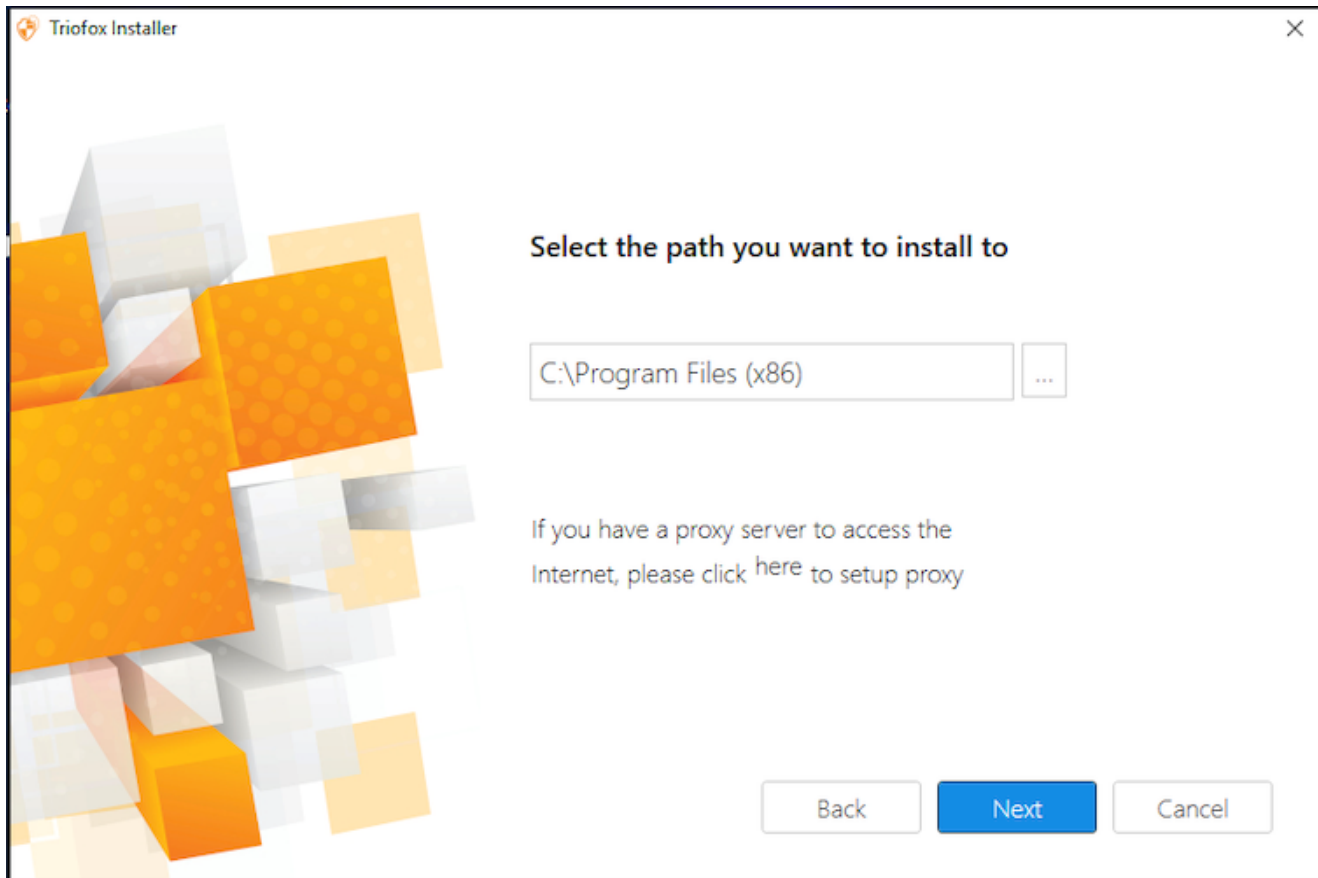 Triofox Installer
Select the path you want to install to
C:\Program Files (x86)
...
If you have a proxy server to access the
Internet, please click here to setup proxy
Back Next Cancel